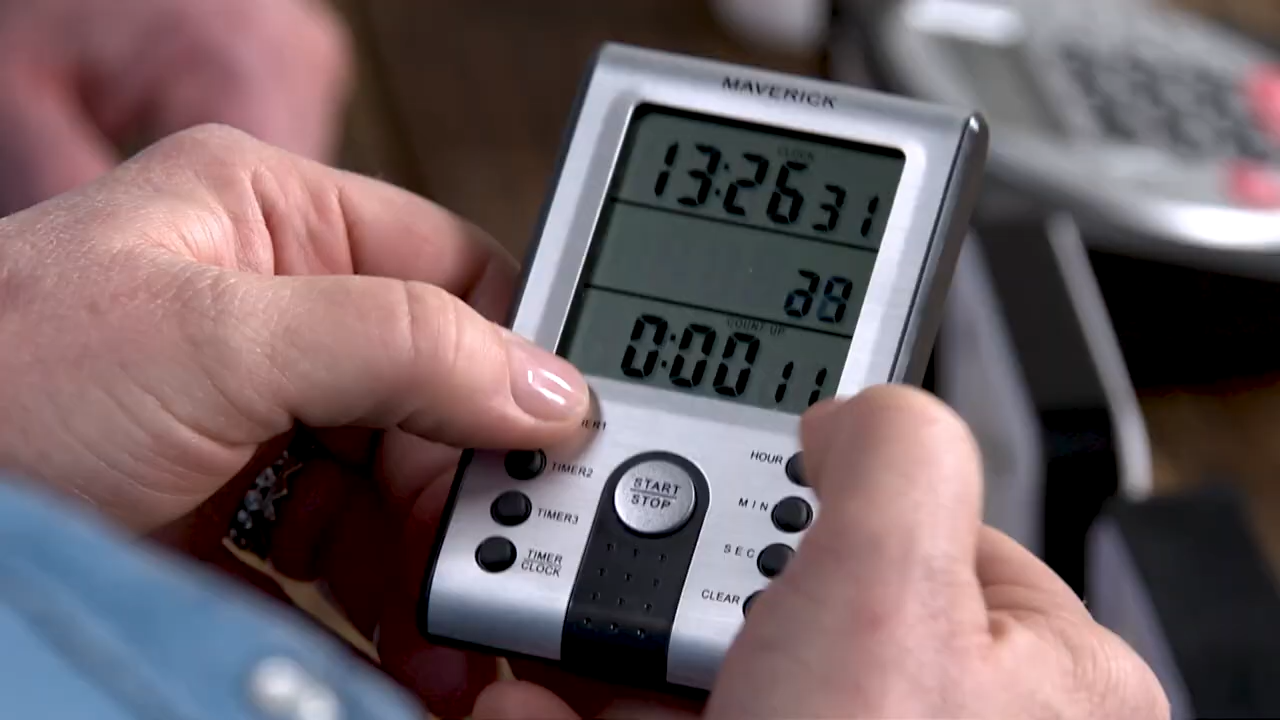 MAVERICK
CLOCK
13:26 31
COUNT UP
0:00 11
TIMER2
TIMER3
TIMER
CLOCK
START
STOP
HOUR
MIN
SEC
CLEAR